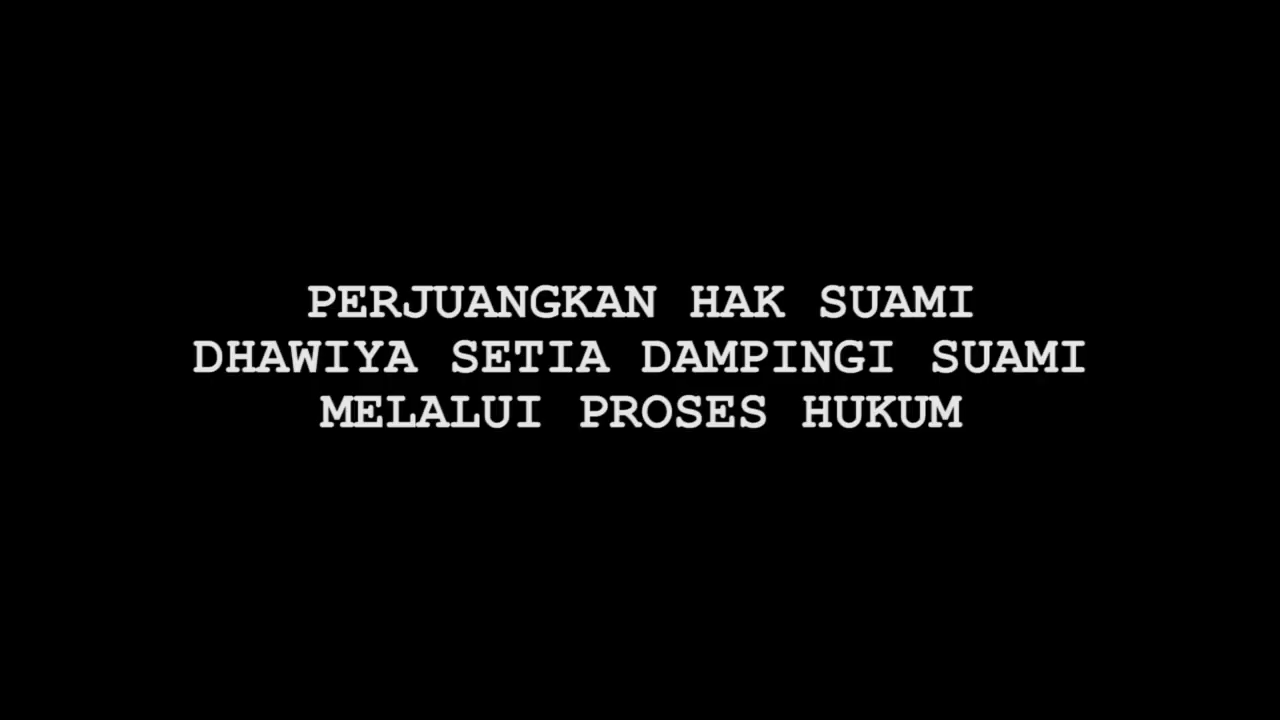 PERJUANGKAN HAK SUAMI
DHAWIYA SETIA DAMPINGI SUAMI
MELALUI PROSES HUKUM